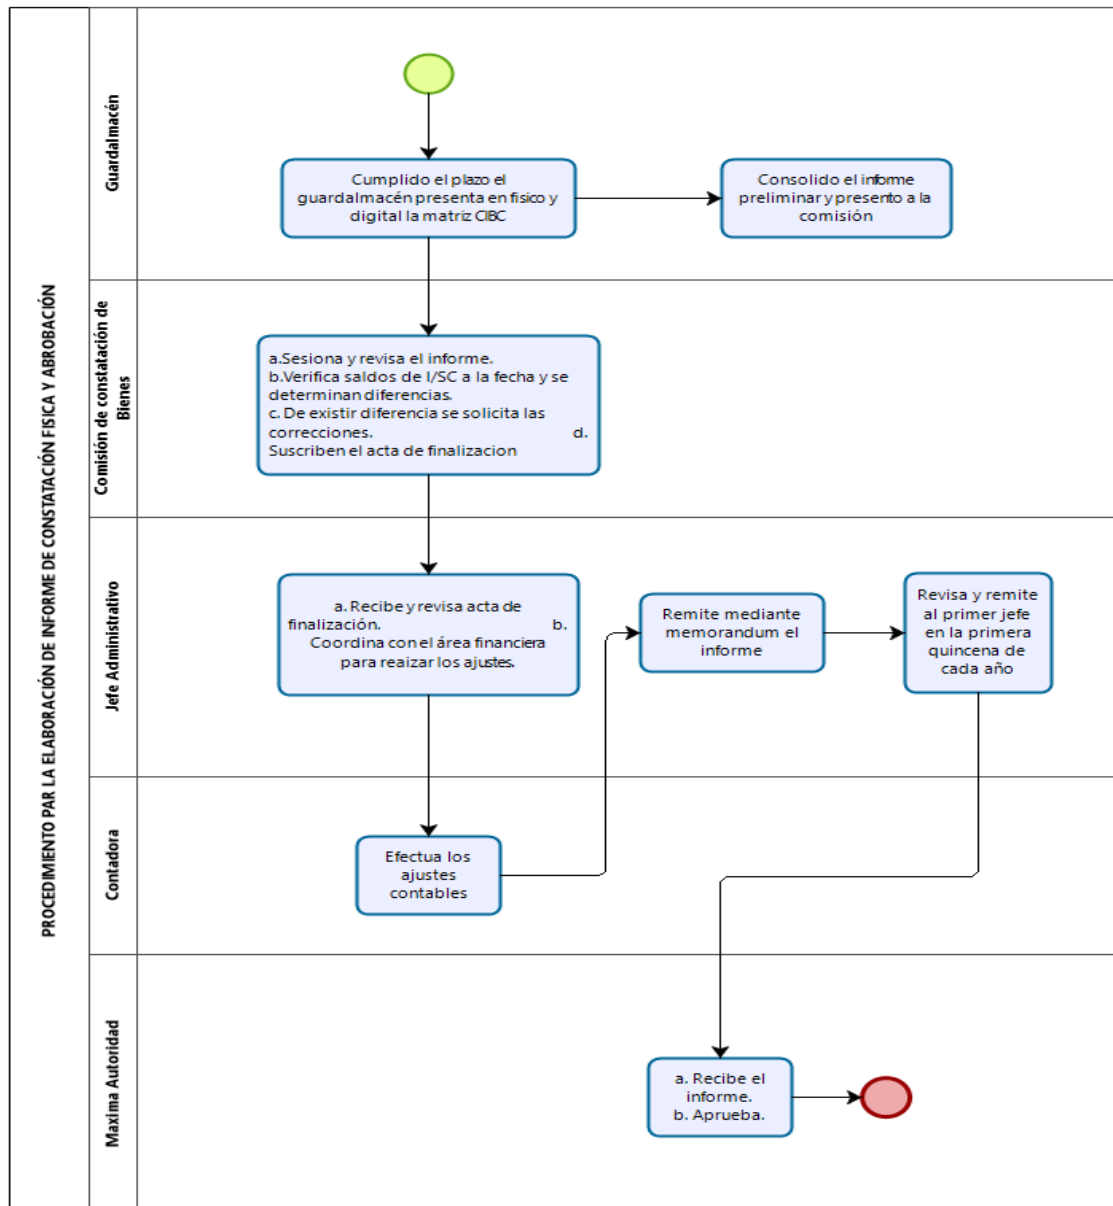 PROCEDIMIENTO PAR LA ELABORACIÓN DE INFORME DE CONSTATACIÓN FISICA Y ABROBACIÓN
Guardalmacén
Cumplido el plazo el
guardalmacén presenta en fisico y
digital la matriz CIBC
Consolido el informe
preliminar y presento a la
comisión
Comisión de constatación de
Bienes
a.Sesiona y revisa el informe.
b.Verifica saldos de I/SC a la fecha y se
determinan diferencias.
c. De existir diferencia se solicita las
correcciones. d.
Suscriben el acta de finalizacion
Jefe Administrativo
a. Recibe y revisa acta de
finalización. b.
Coordina con el área financiera
para reaizar los ajustes.
Remite mediante
memorandum el
informe
Revisa y remite
al primer jefe
en la primera
quincena de
cada año
Contadora
Efectua los
ajustes
contables
Maxima Autoridad
a. Recibe el
informe.
b. Aprueba.